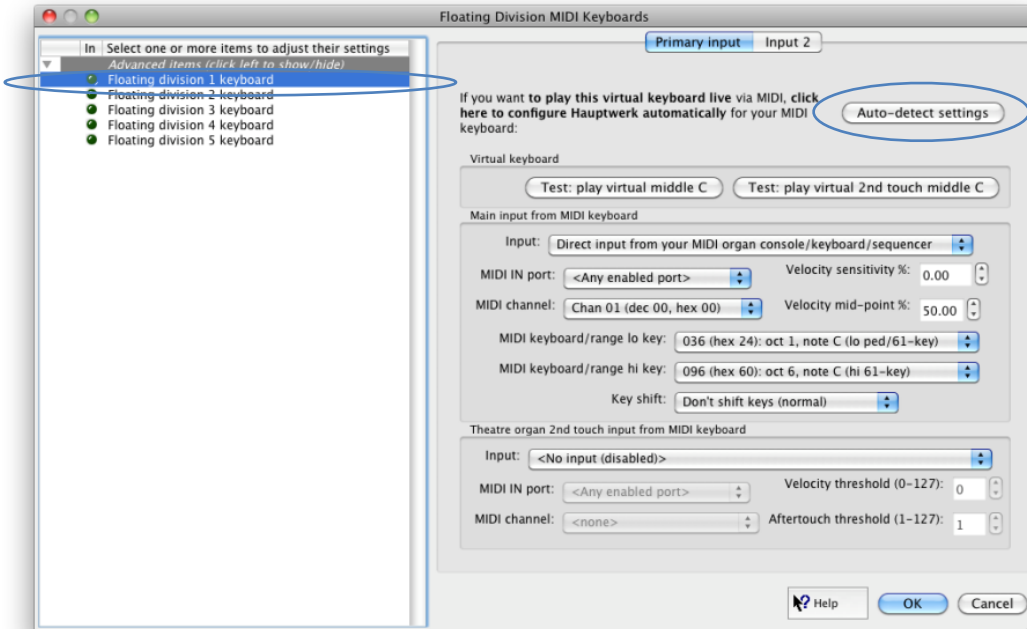 Floating Division MIDI Keyboards
In Select one or more items to adjust their settings
Advanced items (click left to show/hide)
Floating division 1 keyboard
Floating division 2 keyboard
Floating division 3 keyboard
Floating division 4 keyboard
Floating division 5 keyboard
Primary input Input 2
If you want to play this virtual keyboard live via MIDI, click
here to configure Hauptwerk automatically for your MIDI
keyboard:
Auto-detect settings
Virtual keyboard
Test: play virtual middle C Test: play virtual 2nd touch middle C
Main input from MIDI keyboard
Input: Direct input from your MIDI organ console/keyboard/sequencer
MIDI IN port: <Any enabled port> Velocity sensitivity %: 0.00
MIDI channel: Chan 01 (dec 00, hex 00) Velocity mid-point %: 50.00
MIDI keyboard/range lo key: 036 (hex 24): oct 1, note C (lo ped/61-key)
MIDI keyboard/range hi key: 096 (hex 60): oct 6, note C (hi 61-key)
Key shift: Don't shift keys (normal)
Theatre organ 2nd touch input from MIDI keyboard
Input: <No input (disabled)>
MIDI IN port: <Any enabled port> Velocity threshold (0-127): 0
MIDI channel: <none> Aftertouch threshold (1-127): 1
? Help OK Cancel